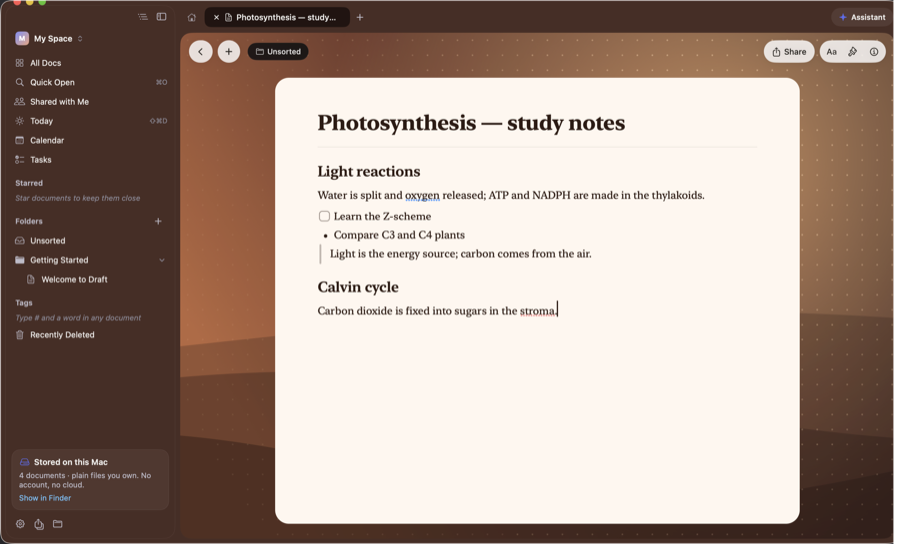 Photosynthesis — study...
Assistant
M My Space
All Docs
Quick Open ⌘O
Shared with Me
Today ⇧⌘D
Calendar
Tasks
Starred
Star documents to keep them close
Folders
Unsorted
Getting Started
Welcome to Draft
Tags
Type # and a word in any document
Recently Deleted
Stored on this Mac
4 documents · plain files you own. No
account, no cloud.
Show in Finder
Unsorted
Share
Aa
Photosynthesis — study notes
Light reactions
Water is split and oxygen released; ATP and NADPH are made in the thylakoids.
Learn the Z-scheme
• Compare C3 and C4 plants
Light is the energy source; carbon comes from the air.
Calvin cycle
Carbon dioxide is fixed into sugars in the stroma.